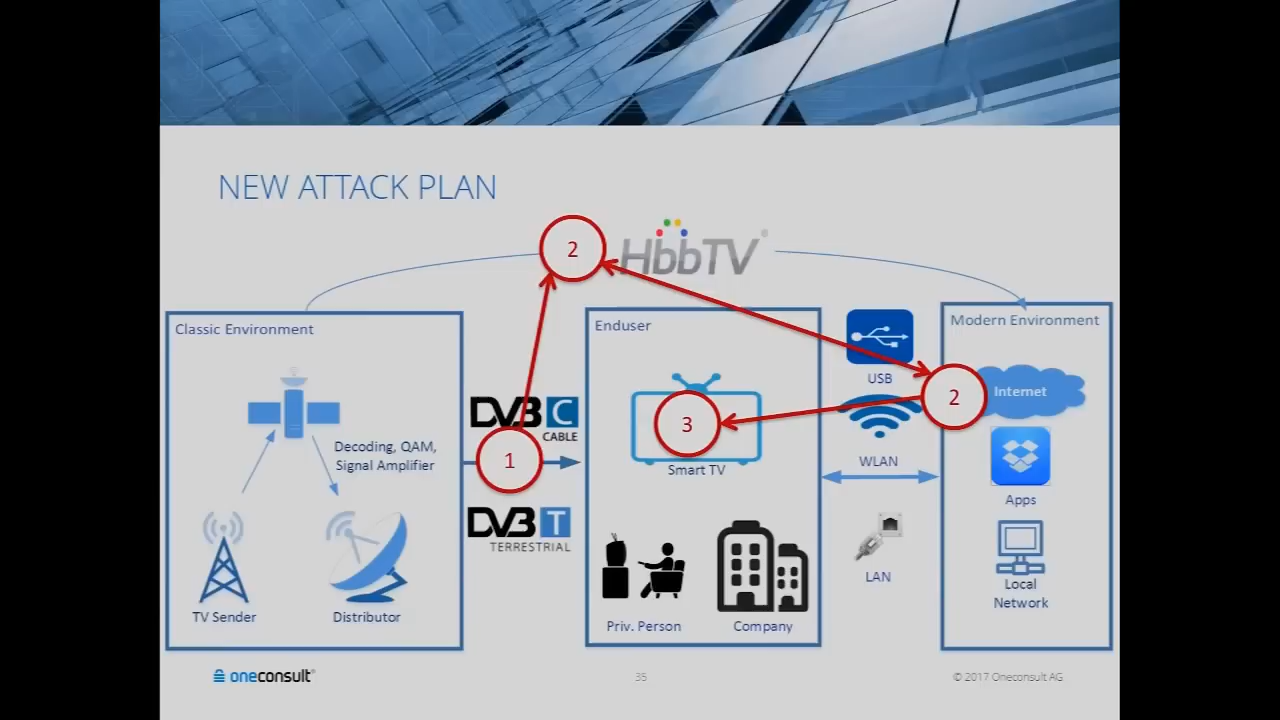 NEW ATTACK PLAN
2
HbbTV
Classic Environment
Enduser
Modern Environment
USB
Internet
2
DVB C
CABLE
3
Decoding, QAM,
Signal Amplifier
1
Smart TV
WLAN
Apps
DVB T
TERRESTRIAL
LAN
Local
Network
TV Sender
Distributor
Priv. Person
Company
oneconsult®
35
© 2017 Oneconsult AG